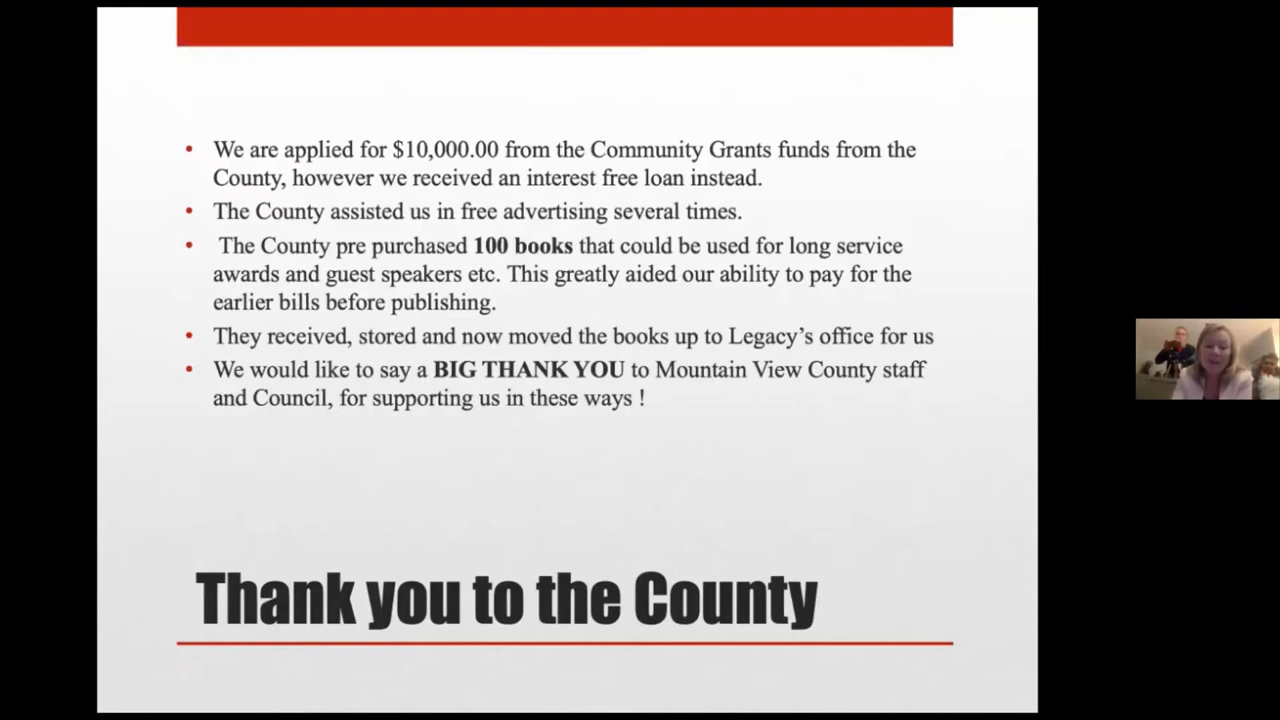 • We are applied for $10,000.00 from the Community Grants funds from the
County, however we received an interest free loan instead.
• The County assisted us in free advertising several times.
• The County pre purchased 100 books that could be used for long service
awards and guest speakers etc. This greatly aided our ability to pay for the
earlier bills before publishing.
• They received, stored and now moved the books up to Legacy’s office for us
• We would like to say a BIG THANK YOU to Mountain View County staff
and Council, for supporting us in these ways !
Thank you to the County